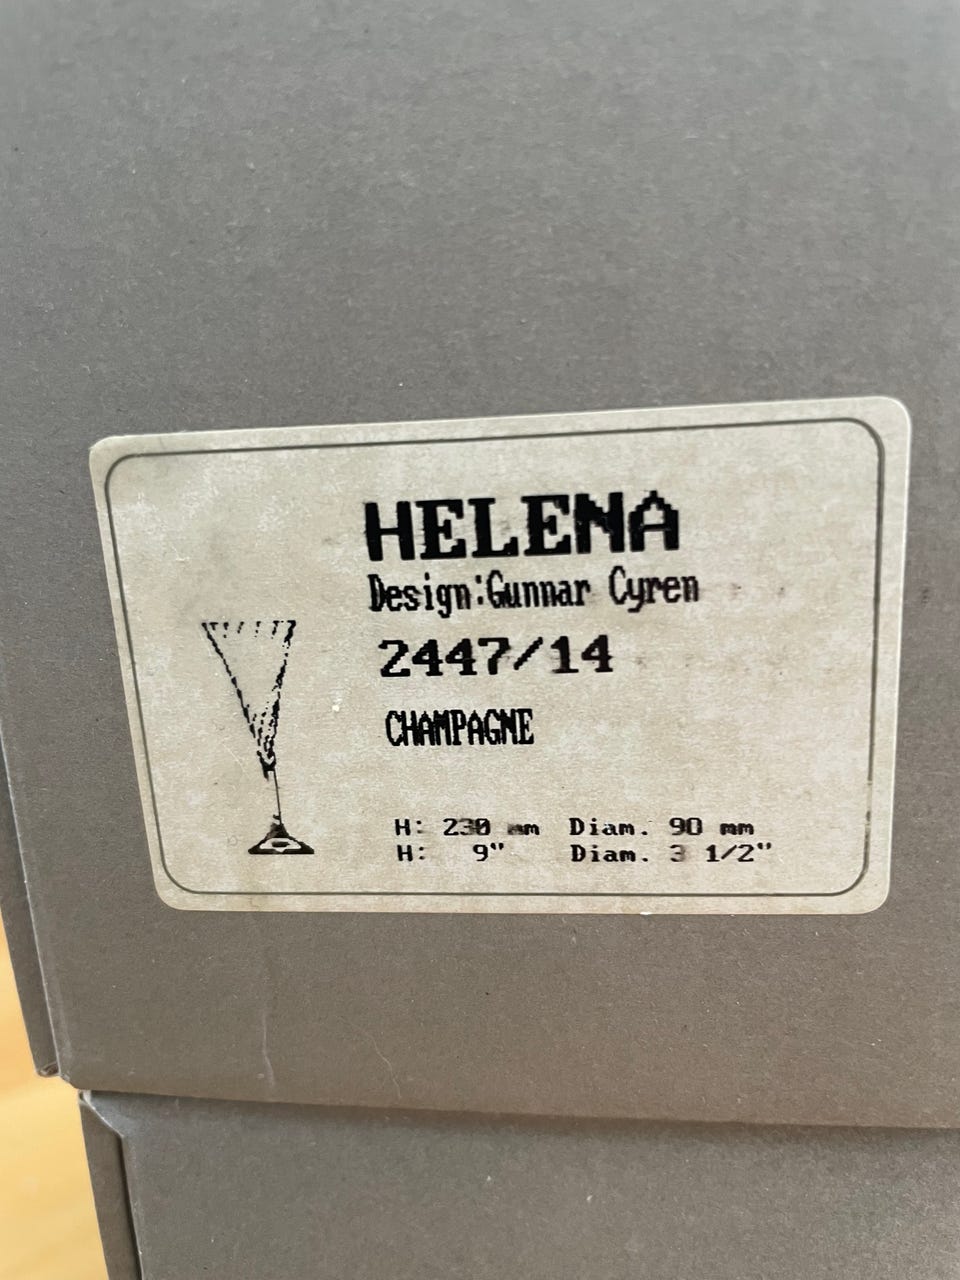 HELENA
Design:Gunnar Cyren
2447/14
CHAMPAGNE
H: 230 mm Diam. 90 mm
H: 9" Diam. 3 1/2"